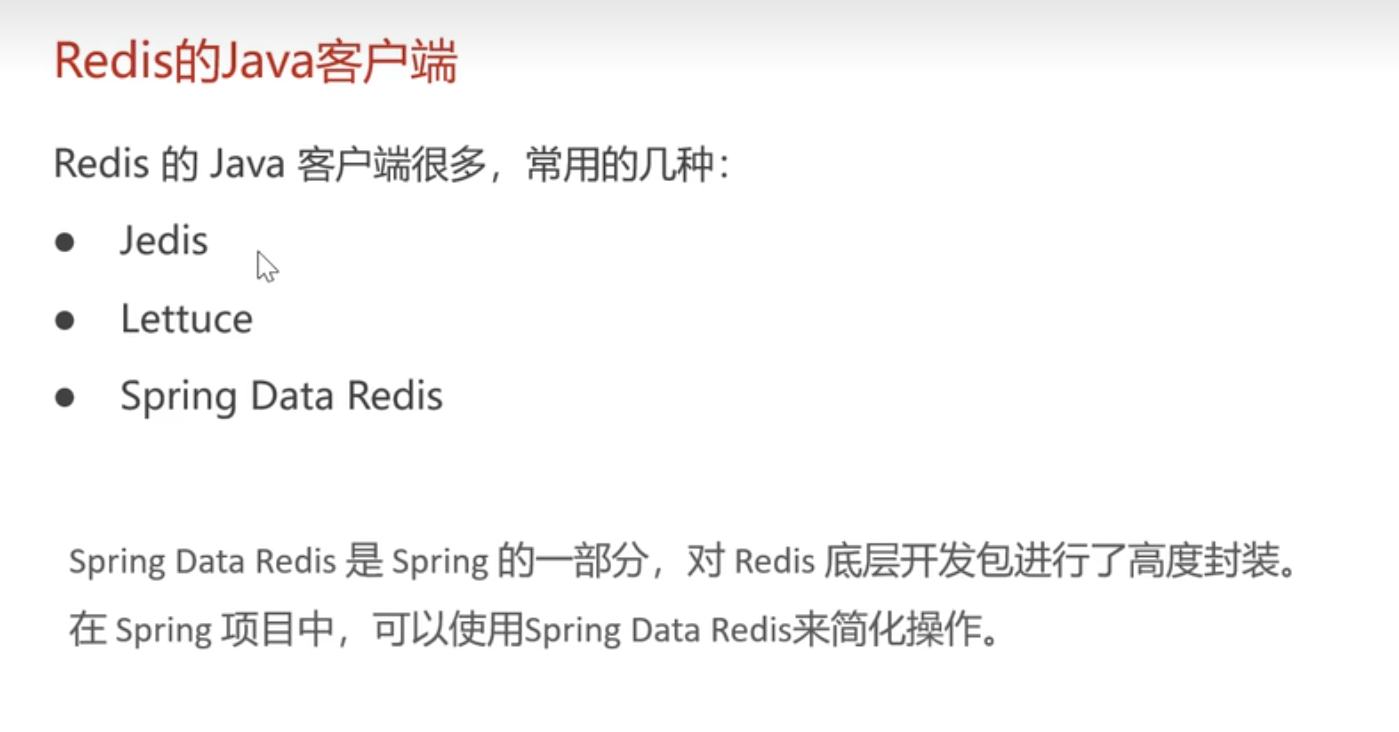 Redis的Java客户端
Redis 的 Java 客户端很多，常用的几种：
● Jedis
● Lettuce
● Spring Data Redis
Spring Data Redis 是 Spring 的一部分，对 Redis 底层开发包进行了高度封装。
在 Spring 项目中，可以使用Spring Data Redis来简化操作。